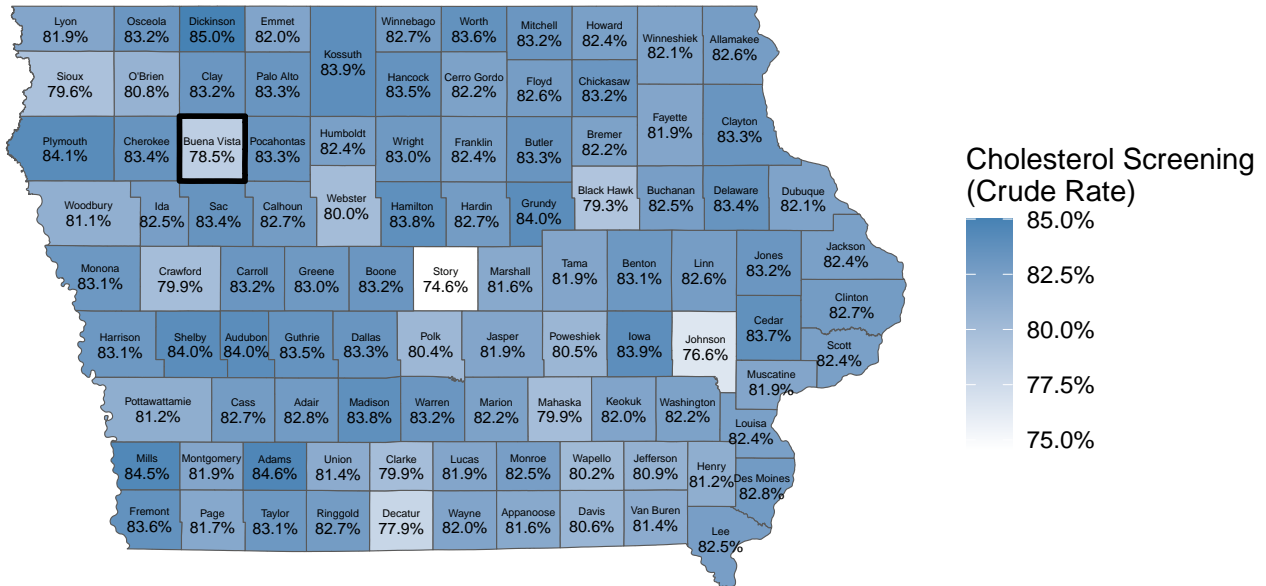 Lyon
81.9%
Osceola
83.2%
Dickinson
85.0%
Emmet
82.0%
Winnebago
82.7%
Worth
83.6%
Mitchell
83.2%
Howard
82.4%
Winneshiek
82.1%
Allamakee
82.6%
Kossuth
83.9%
Sioux
79.6%
O'Brien
80.8%
Clay
83.2%
Palo Alto
83.3%
Hancock
83.5%
Cerro Gordo
82.2%
Floyd
82.6%
Chickasaw
83.2%
Fayette
81.9%
Clayton
83.3%
Plymouth
84.1%
Cherokee
83.4%
Buena Vista
78.5%
Pocahontas
83.3%
Humboldt
82.4%
Wright
83.0%
Franklin
82.4%
Butler
83.3%
Bremer
82.2%
Woodbury
81.1%
Ida
82.5%
Sac
83.4%
Calhoun
82.7%
Webster
80.0%
Hamilton
83.8%
Hardin
82.7%
Grundy
84.0%
Black Hawk
79.3%
Buchanan
82.5%
Delaware
83.4%
Dubuque
82.1%
Monona
83.1%
Crawford
79.9%
Carroll
83.2%
Greene
83.0%
Boone
83.2%
Story
74.6%
Marshall
81.6%
Tama
81.9%
Benton
83.1%
Linn
82.6%
Jones
83.2%
Jackson
82.4%
Clinton
82.7%
Harrison
83.1%
Shelby
84.0%
Audubon
84.0%
Guthrie
83.5%
Dallas
83.3%
Polk
80.4%
Jasper
81.9%
Poweshiek
80.5%
Iowa
83.9%
Johnson
76.6%
Cedar
83.7%
Scott
82.4%
Muscatine
81.9%
Pottawattamie
81.2%
Cass
82.7%
Adair
82.8%
Madison
83.8%
Warren
83.2%
Marion
82.2%
Mahaska
79.9%
Keokuk
82.0%
Washington
82.2%
Louisa
82.4%
Mills
84.5%
Montgomery
81.9%
Adams
84.6%
Union
81.4%
Clarke
79.9%
Lucas
81.9%
Monroe
82.5%
Wapello
80.2%
Jefferson
80.9%
Henry
81.2%
Des Moines
82.8%
Fremont
83.6%
Page
81.7%
Taylor
83.1%
Ringgold
82.7%
Decatur
77.9%
Wayne
82.0%
Appanoose
81.6%
Davis
80.6%
Van Buren
81.4%
Lee
82.5%
Cholesterol Screening
(Crude Rate)
85.0%
82.5%
80.0%
77.5%
75.0%